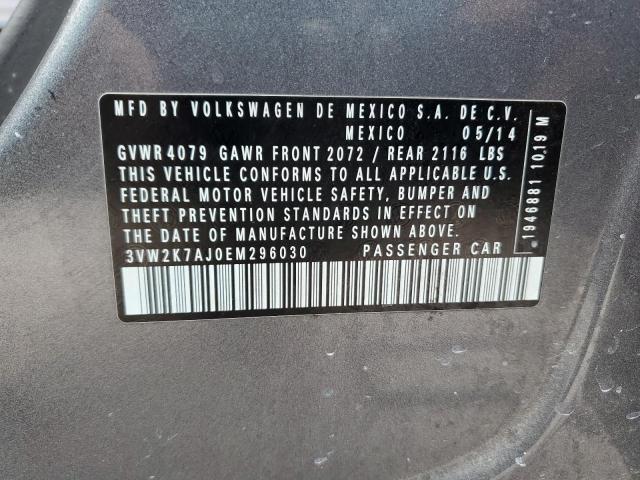 MFD BY VOLKSWAGEN DE MEXICO S.A. DE C.V.
MEXICO 05/14
GVWR 4079 GAWR FRONT 2072 / REAR 2116 LBS
THIS VEHICLE CONFORMS TO ALL APPLICABLE U.S.
FEDERAL MOTOR VEHICLE SAFETY, BUMPER AND
THEFT PREVENTION STANDARDS IN EFFECT ON
THE DATE OF MANUFACTURE SHOWN ABOVE.
3VW2K7AJ0EM296030 PASSENGER CAR
1946881 10.19 M